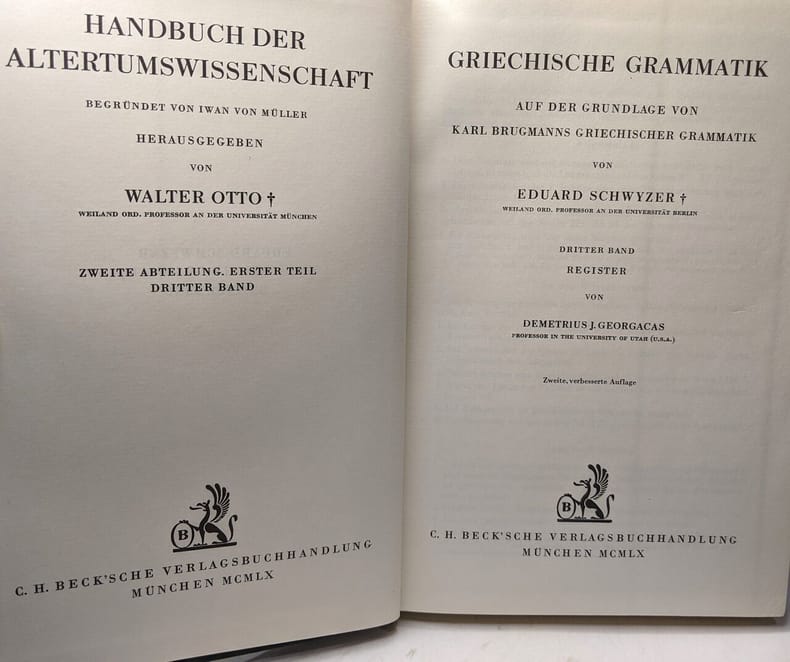 HANDBUCH DER
ALTERTUMSWISSENSCHAFT
BEGRÜNDET VON IWAN VON MÜLLER
HERAUSGEGEBEN
VON
WALTER OTTO †
WEILAND ORD. PROFESSOR AN DER UNIVERSITÄT MÜNCHEN
ZWEITE ABTEILUNG. ERSTER TEIL
DRITTER BAND
B
C. H. BECK'SCHE VERLAGSBUCHHANDLUNG
MÜNCHEN MCMLX
GRIECHISCHE GRAMMATIK
AUF DER GRUNDLAGE VON
KARL BRUGMANNS GRIECHISCHER GRAMMATIK
VON
EDUARD SCHWYZER †
WEILAND ORD. PROFESSOR AN DER UNIVERSITÄT BERLIN
DRITTER BAND
REGISTER
VON
DEMETRIUS J. GEORGACAS
PROFESSOR IN THE UNIVERSITY OF UTAH (U.S.A.)
Zweite, verbesserte Auflage
B
C. H. BECK'SCHE VERLAGSBUCHHANDLUNG
MÜNCHEN MCMLX